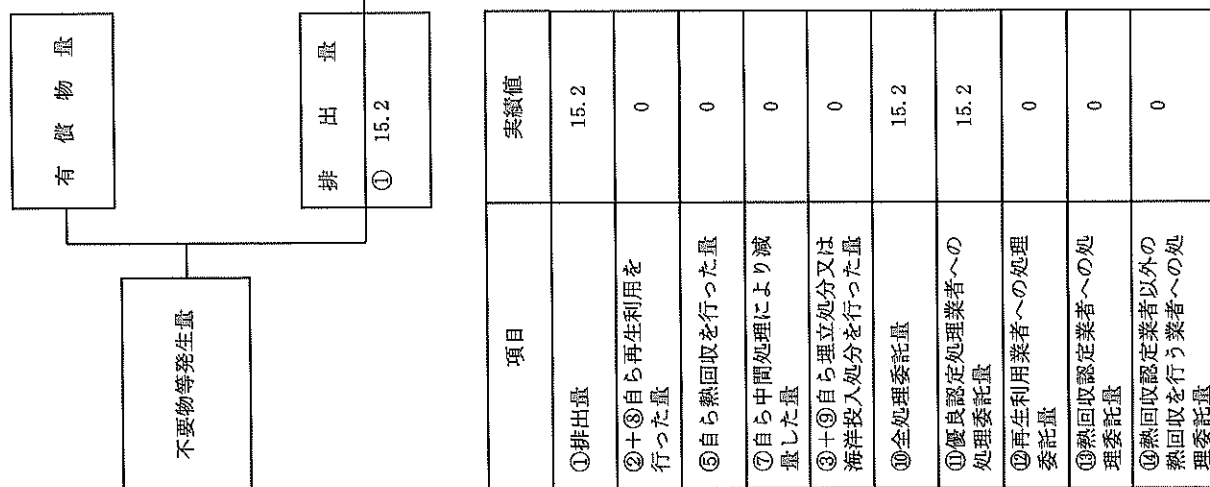 有償物量
不要物等発生量
排出量
① 15.2
項目
実績値
①排出量
15.2
②+⑧自ら再生利用を
行った量
0
⑤自ら熱回収を行った量
0
⑦自ら中間処理により減
量した量
0
③+⑨自ら埋立処分又は
海洋投入処分を行った量
0
⑩全処理委託量
15.2
⑪優良認定処理業者への
処理委託量
15.2
⑫再生利用業者への処理
委託量
0
⑬熱回収認定業者への処
理委託量
0
⑭熱回収認定業者以外の
熱回収を行う業者への処
理委託量
0